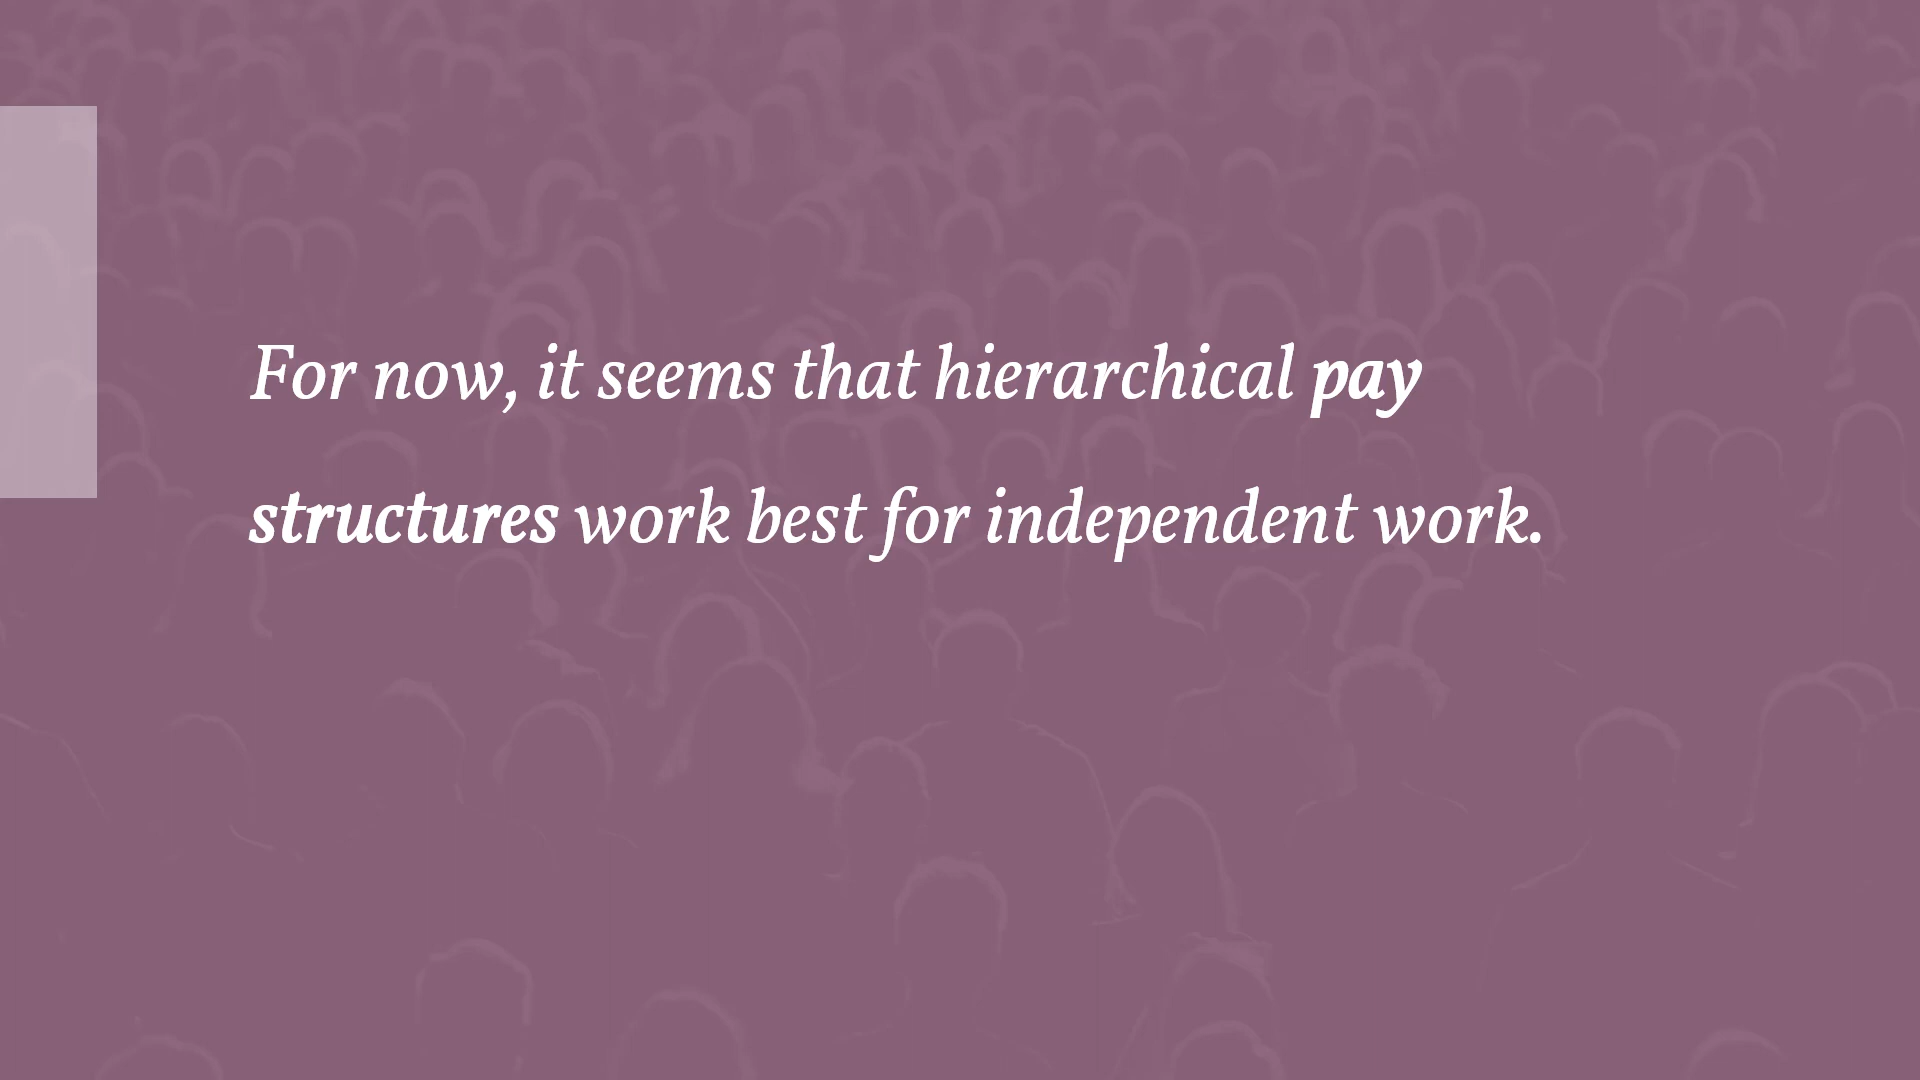 For now, it seems that hierarchical pay
structures work best for independent work.